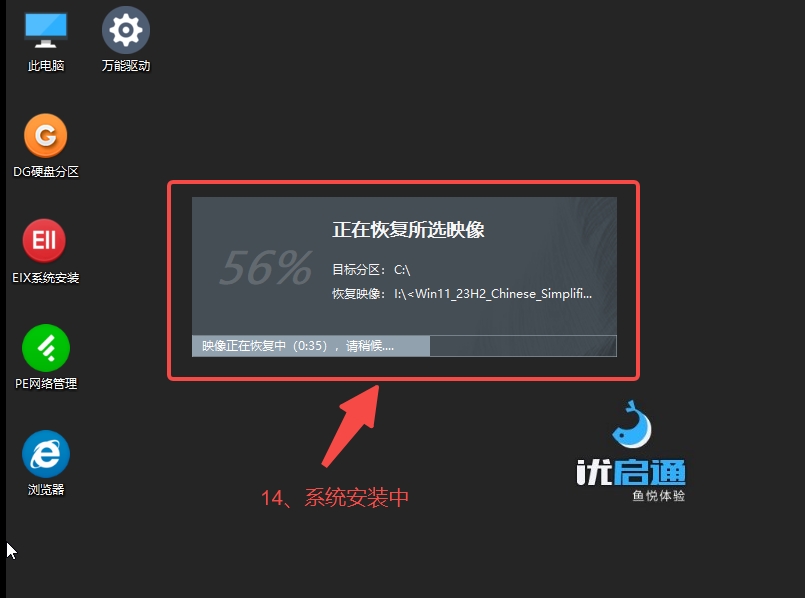 此电脑
万能驱动
DG硬盘分区
EII
EIX系统安装
PE网络管理
浏览器
正在恢复所选映像
56%
目标分区： C:\
恢复映像： I:\<Win11_23H2_Chinese_Simplifi...
映像正在恢复中（0:35），请稍候....
14、系统安装中
优启通
鱼悦体验